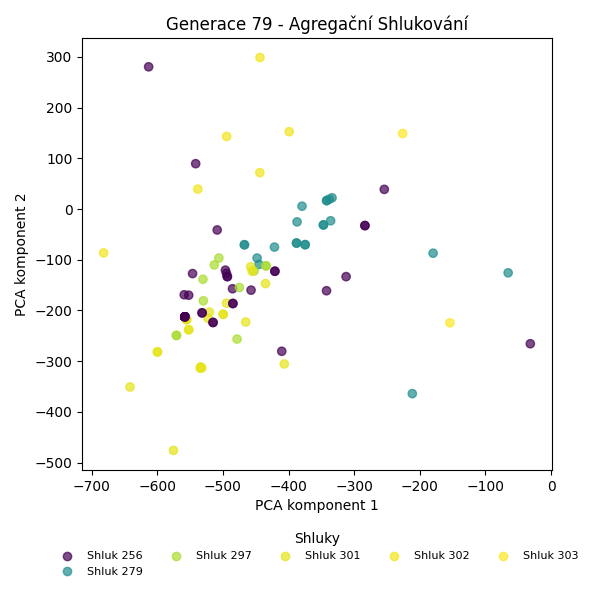 Generace 79 - Agregační Shlukování
PCA komponent 2
300
200
100
0
−100
−200
−300
−400
−500
−700 −600 −500 −400 −300 −200 −100 0
PCA komponent 1
Shluky
Shluk 256 Shluk 297 Shluk 301 Shluk 302 Shluk 303
Shluk 279